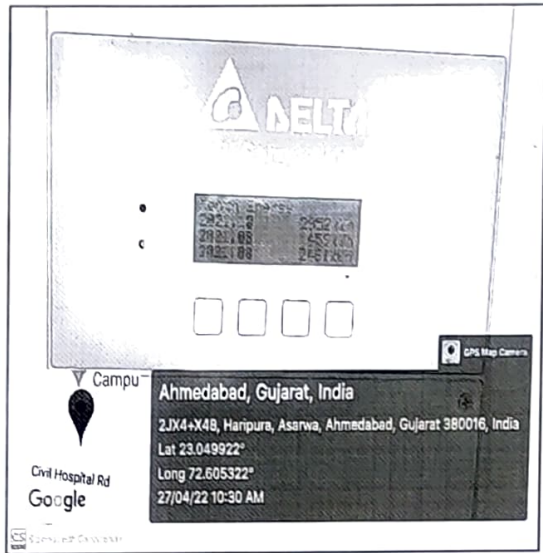 DELTA
GPS Map Camera
Campu
Ahmedabad, Gujarat, India
2JX4+X48, Haripura, Asarwa, Ahmedabad, Gujarat 380016, India
Lat 23.049922°
Long 72.605322°
27/04/22 10:30 AM
Civil Hospital Rd
Google
CS